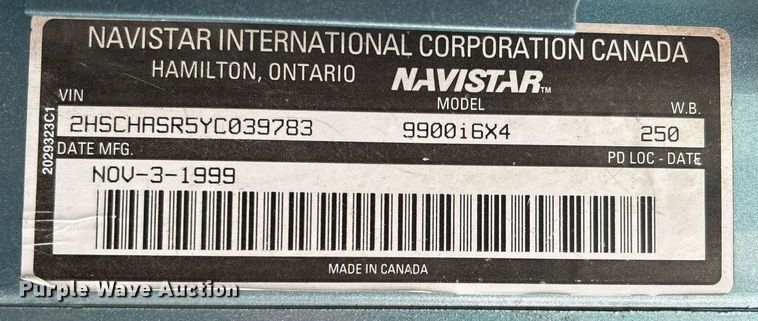 NAVISTAR INTERNATIONAL CORPORATION CANADA
HAMILTON, ONTARIO NAVISTAR™
VIN MODEL W.B.
2HSCHASR5YC039783 9900i6X4 250
DATE MFG. PD LOC - DATE
NOV-3-1999
MADE IN CANADA
2029323C1
Purple Wave Auction